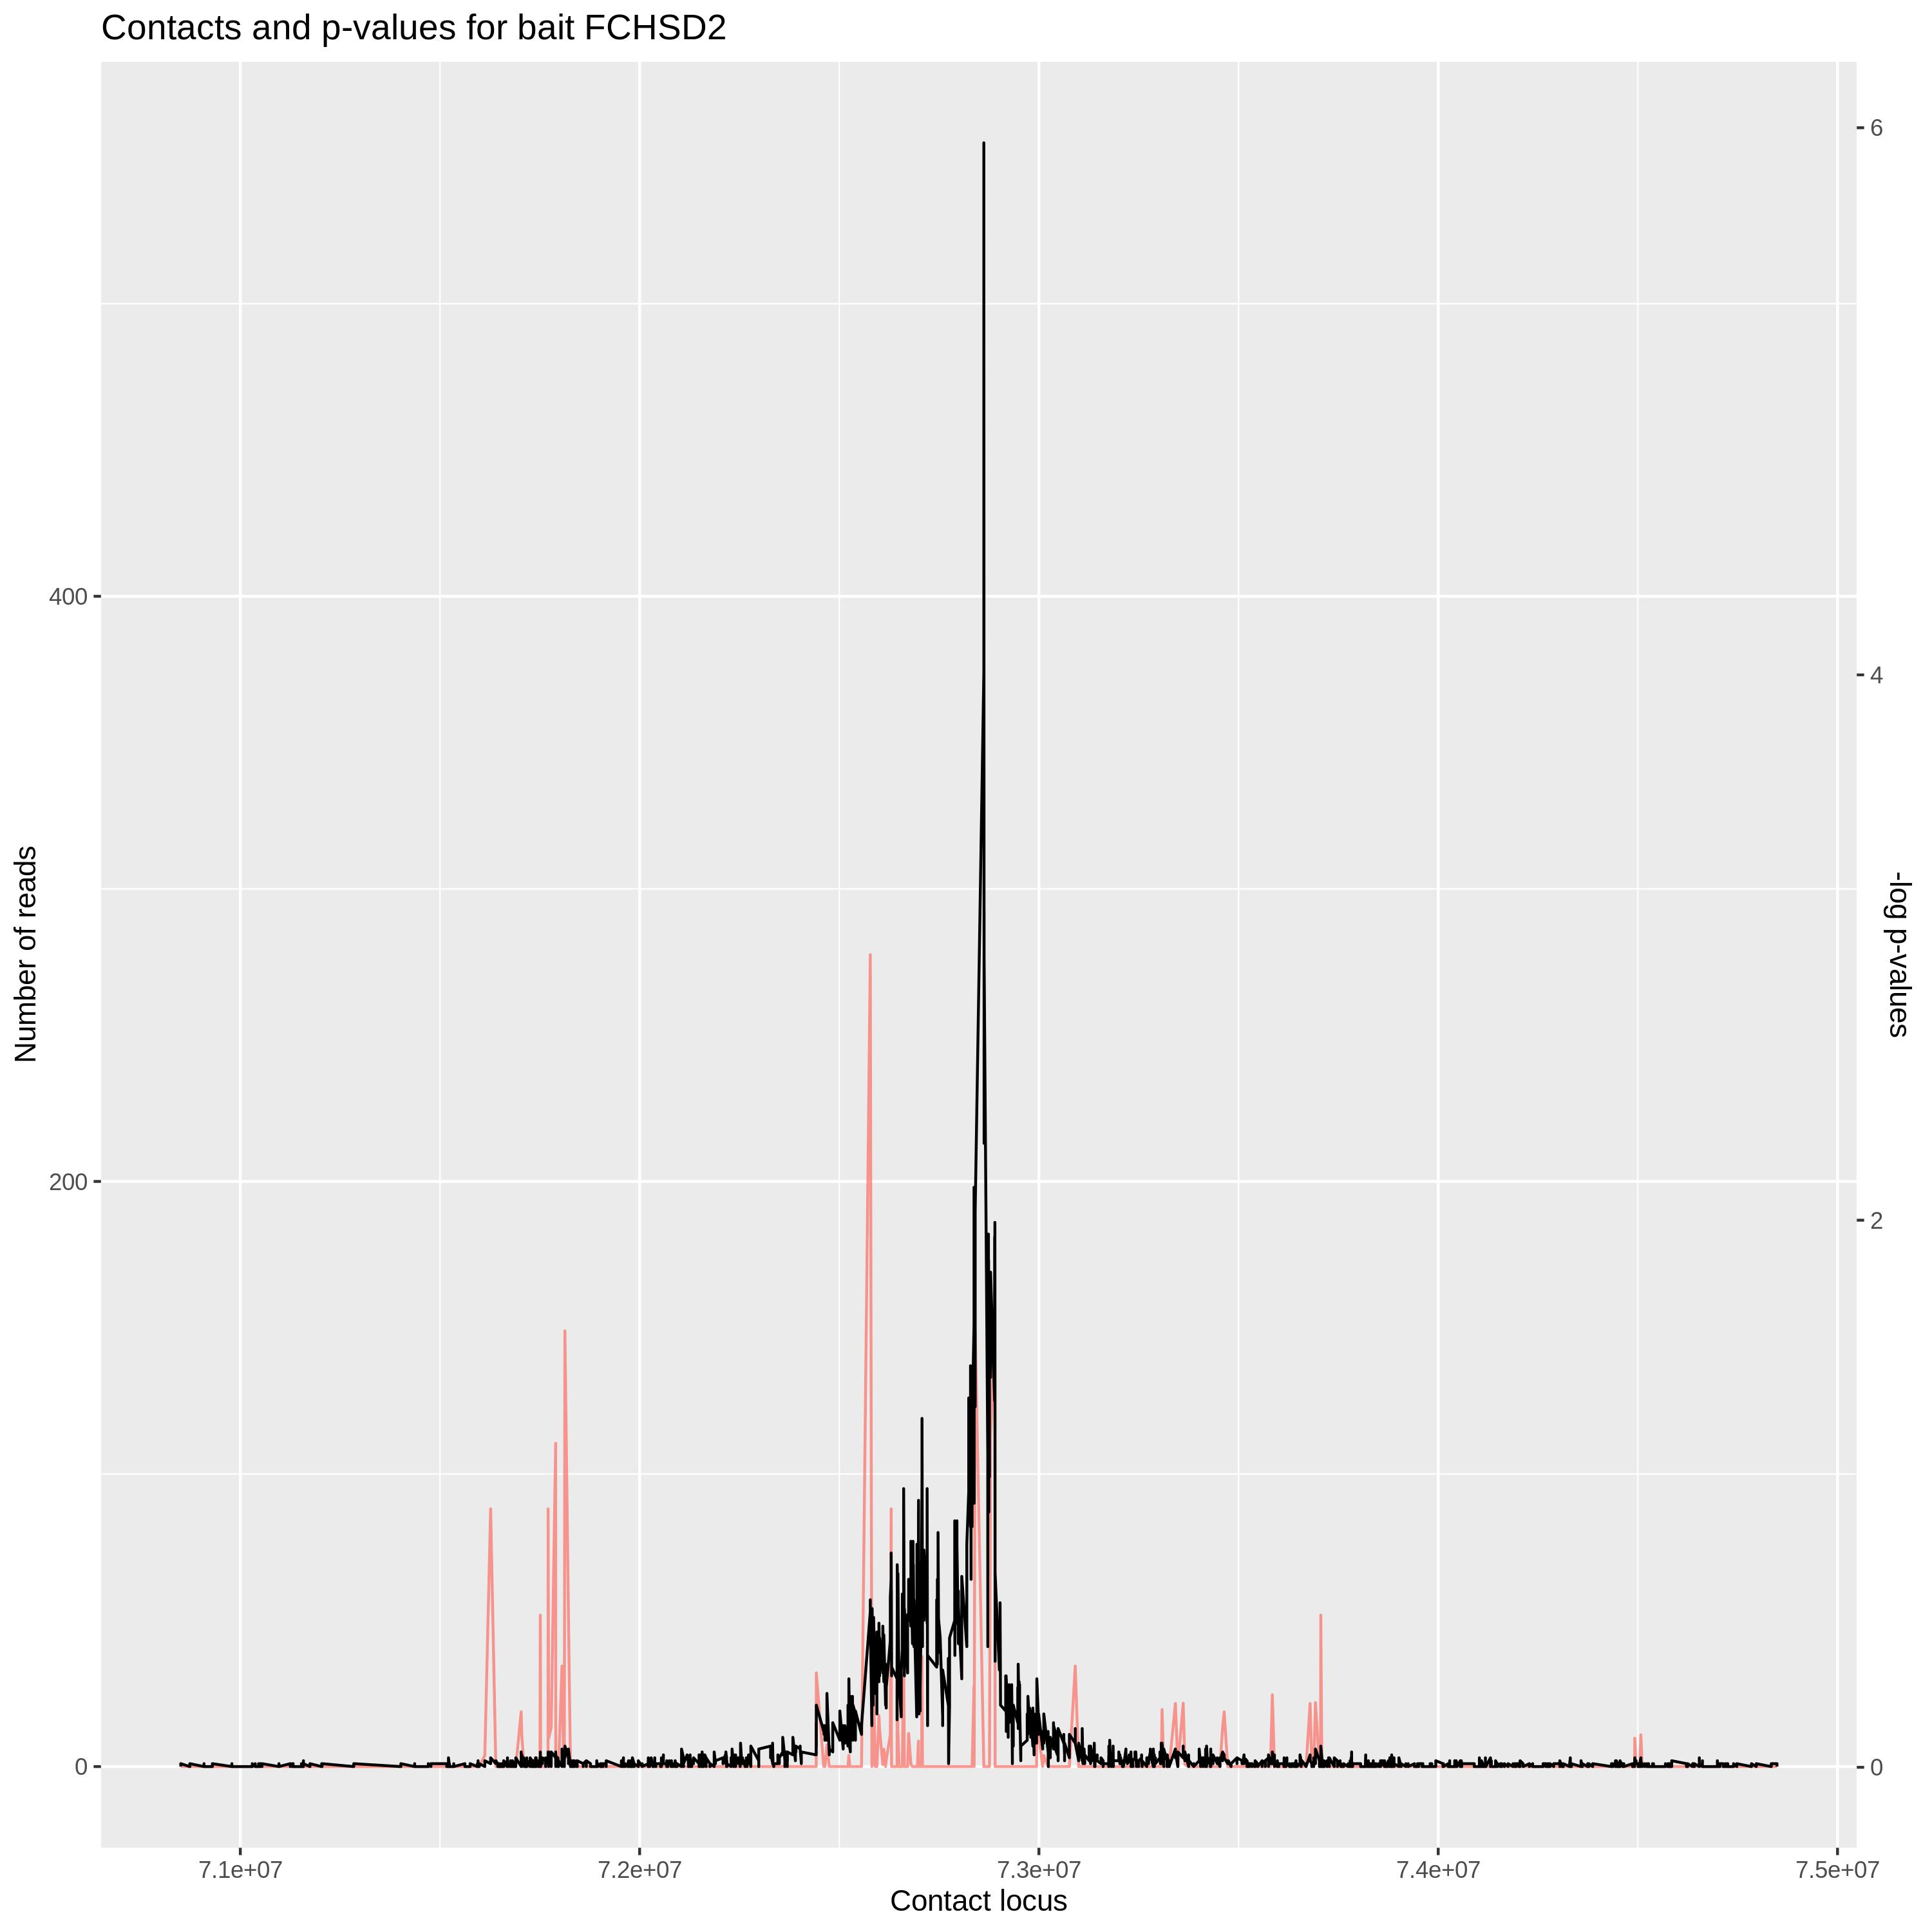 Contacts and p-values for bait FCHSD2
6
400
4
Number of reads
-log p-values
200
2
0
0
7.1e+07
7.2e+07
7.3e+07
7.4e+07
7.5e+07
Contact locus